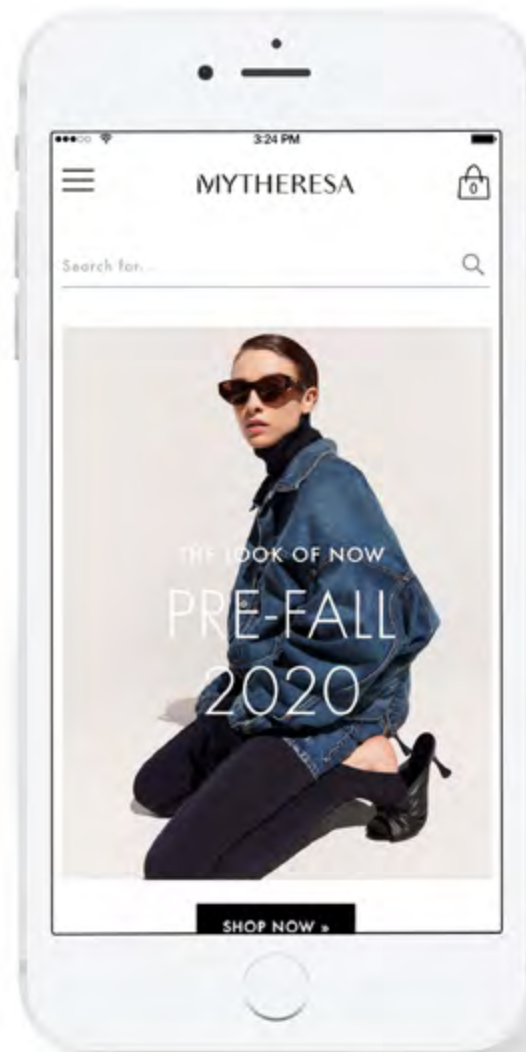 3:24 PM
MYTHERESA
0
Search for...
THE LOOK OF NOW
PRE-FALL
2020
SHOP NOW »